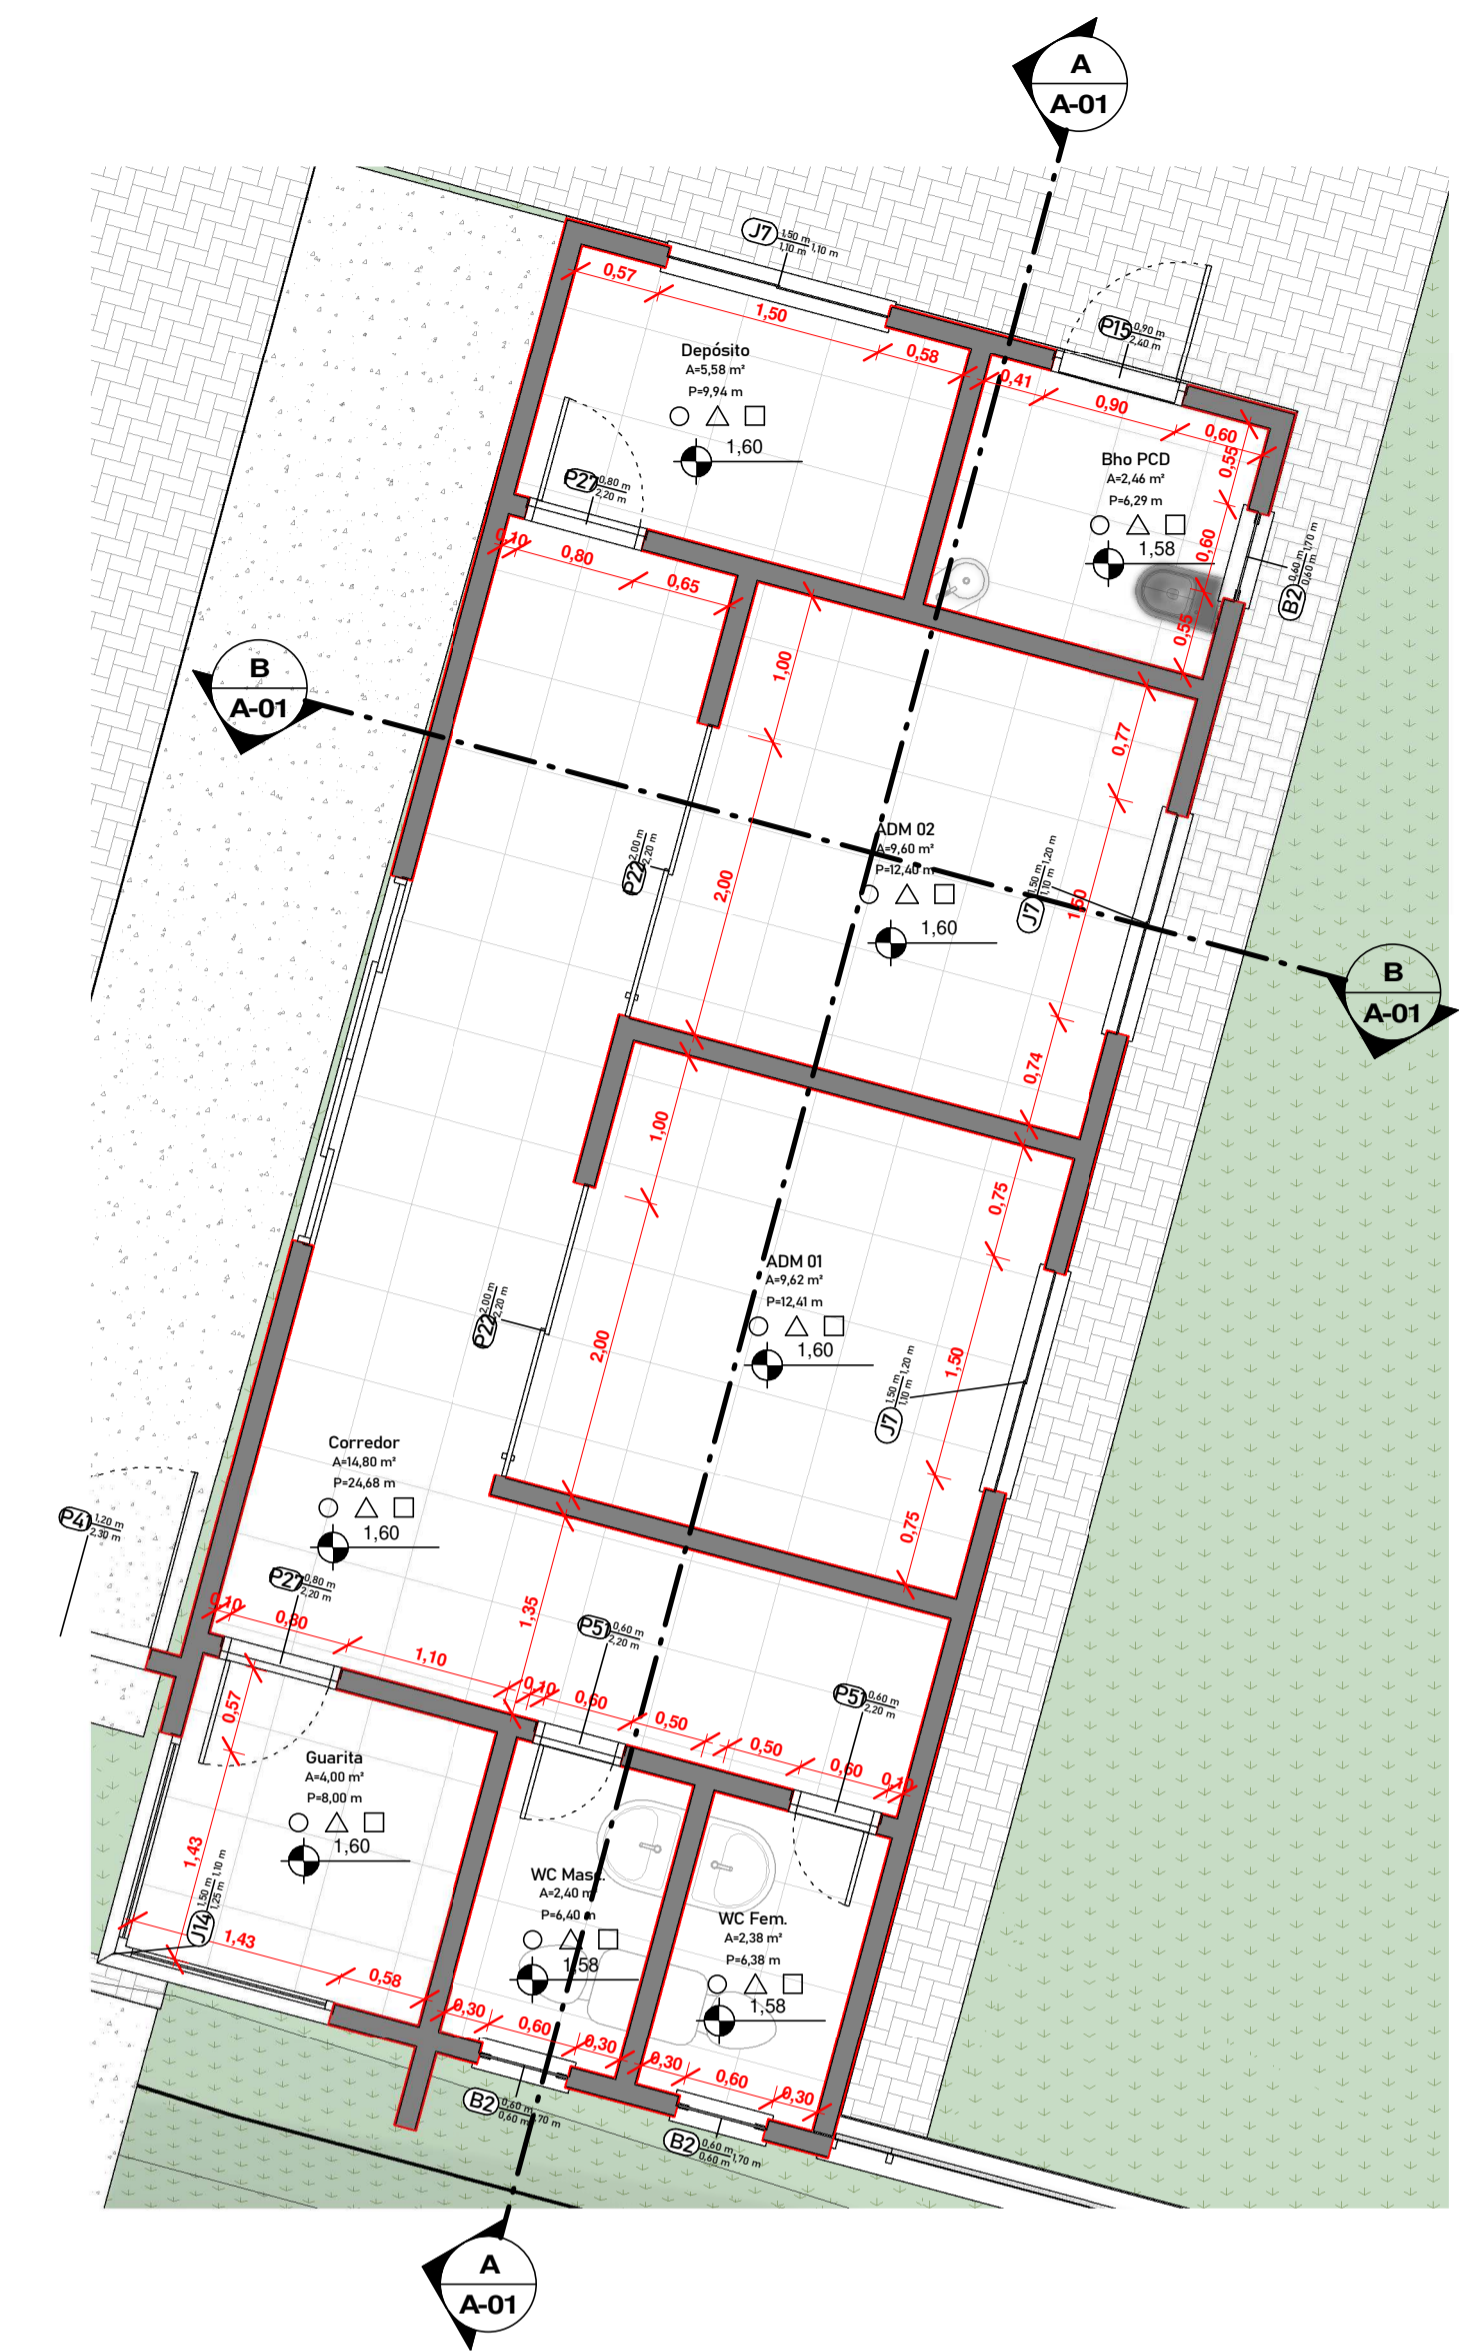 A
A-01
J7
1,50 m
1,10 m
1,10 m
0,57
1,50
0,58
P15
0,90 m
2,40 m
0,41
0,90
0,60
0,55
Depósito
A=5,58 m²
P=9,94 m
1,60
Bho PCD
A=2,46 m²
P=6,29 m
1,58
0,60
0,55
B2
0,60 m
0,60 m
1,70 m
P27
0,80 m
2,20 m
0,10
0,80
0,65
1,00
0,77
B
A-01
P22
2,00 m
2,20 m
2,00
ADM 02
A=9,60 m²
P=12,40 m
1,60
J7
1,50 m
1,10 m
1,20 m
1,50
B
A-01
0,74
1,00
0,75
ADM 01
A=9,62 m²
P=12,41 m
1,60
P22
2,00 m
2,20 m
2,00
J7
1,50 m
1,10 m
1,20 m
1,50
0,75
Corredor
A=14,80 m²
P=24,68 m
1,60
P41
1,20 m
2,30 m
P27
0,80 m
2,20 m
0,10
0,80
1,10
1,35
P51
0,60 m
2,20 m
0,10
0,60
0,50
0,50
0,60
0,10
P51
0,60 m
2,20 m
0,57
Guarita
A=4,00 m²
P=8,00 m
1,60
1,43
J14
1,50 m
1,25 m
1,10 m
1,43
0,58
WC Masc.
A=2,40 m²
P=6,40 m
1,58
WC Fem.
A=2,38 m²
P=6,38 m
1,58
0,30
0,60
0,30
0,30
0,60
0,30
B2
0,60 m
0,60 m
1,70 m
B2
0,60 m
0,60 m
1,70 m
A
A-01